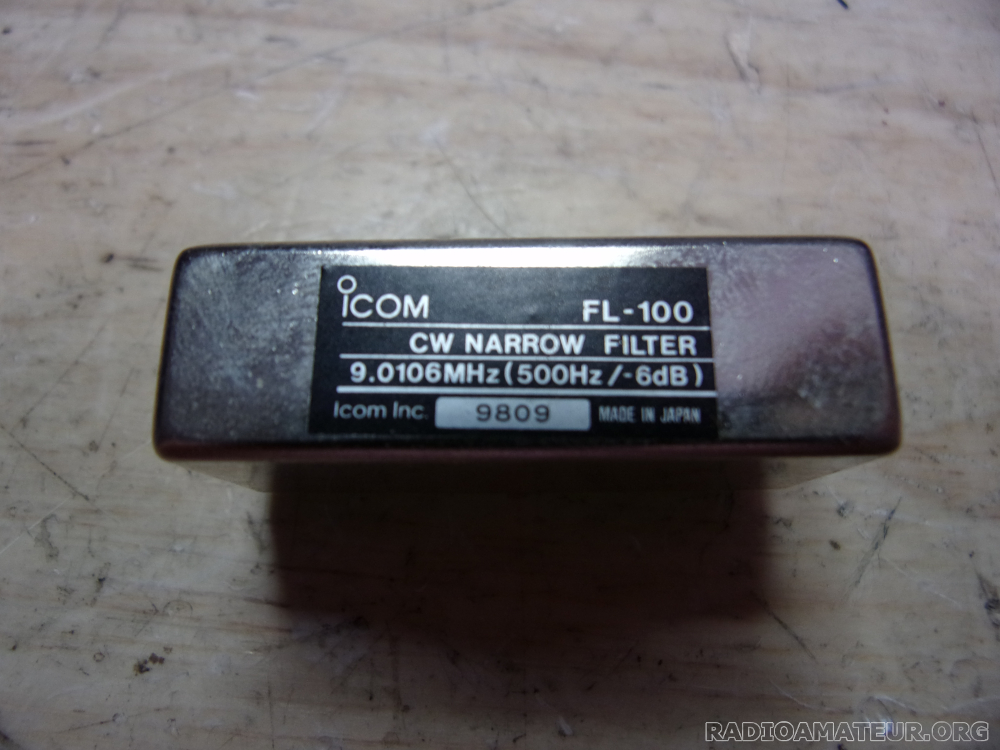 ICOM FL-100
CW NARROW FILTER
9.0106MHz(500Hz/-6dB)
Icom Inc. 9809 MADE IN JAPAN
RADIOAMATEUR.ORG